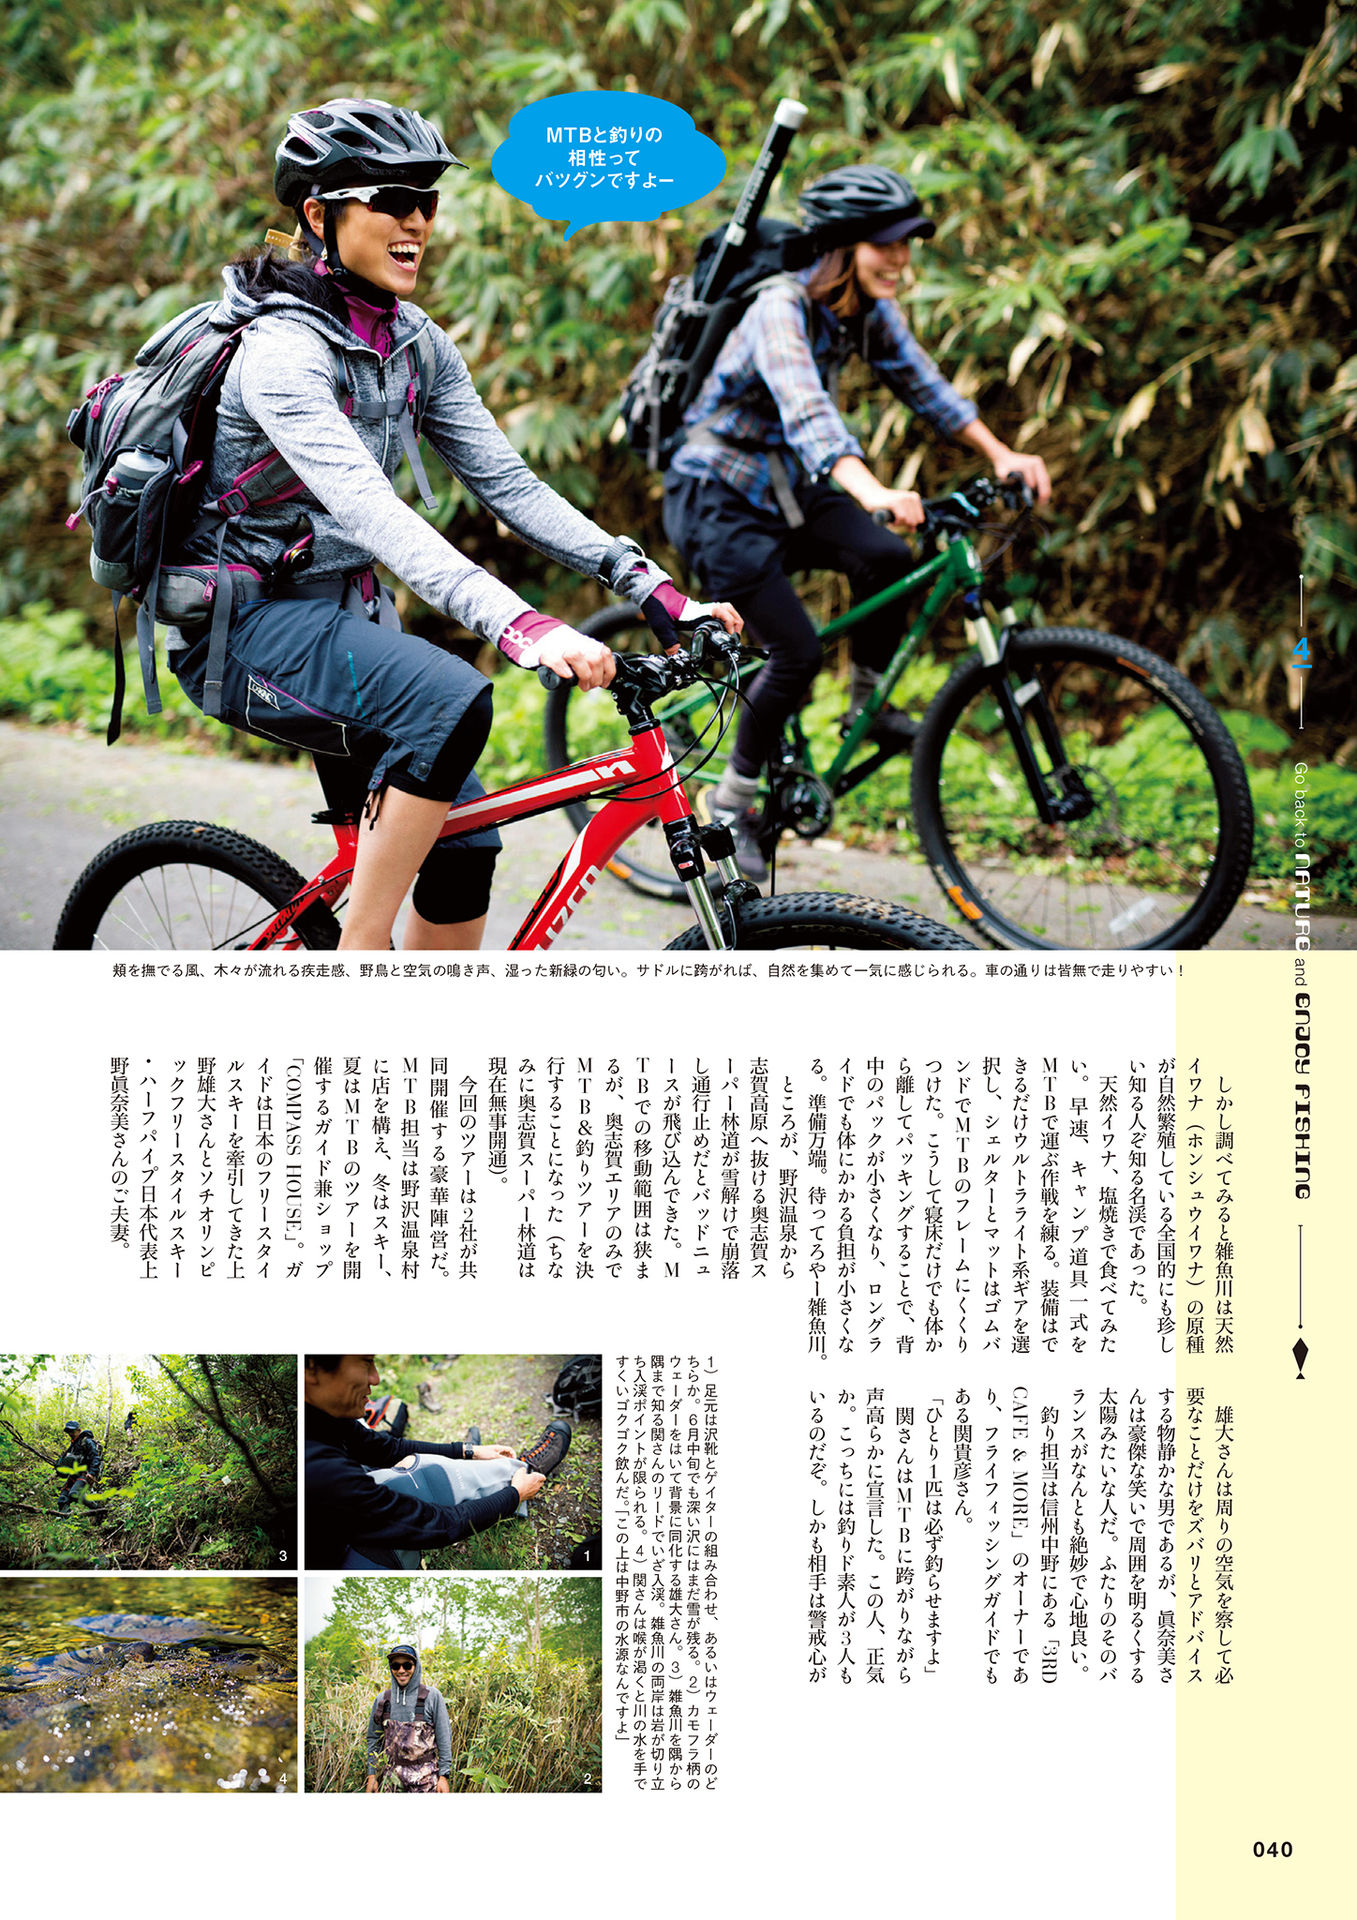 MTBと釣りの
相性って
バツグンですよー
4
Go back to NATURE and ENJOY FISHING
頬を撫でる風、木々が流れる疾走感、野鳥と空気の鳴き声、湿った新緑の匂い。サドルに跨がれば、自然を集めて一気に感じられる。車の通りは皆無で走りやすい！
しかし調べてみると雑魚川は天然
イワナ（ホンシュウイワナ）の原種
が自然繁殖している全国的にも珍し
い知る人ぞ知る名渓であった。
天然イワナ、塩焼きで食べてみた
い。早速、キャンプ道具一式を
MTBで運ぶ作戦を練る。装備はで
きるだけウルトラライト系ギアを選
択し、シェルターとマットはゴムバ
ンドでMTBのフレームにくくり
つけた。こうして寝床だけでも体か
ら離してパッキングすることで、背
中のパックが小さくなり、ロングラ
イドでも体にかかる負担が小さくな
る。準備万端。待ってろやー雑魚川。
ところが、野沢温泉から
志賀高原へ抜ける奥志賀ス
ーパー林道が雪解けで崩落
し通行止めだとバッドニュ
ースが飛び込んできた。M
TBでの移動範囲は狭ま
るが、奥志賀エリアのみで
MTB&釣りツアーを決
行することになった（ちな
みに奥志賀スーパー林道は
現在無事開通）。
今回のツアーは2社が共
同開催する豪華陣営だ。
MTB担当は野沢温泉村
に店を構え、冬はスキー、
夏はMTBのツアーを開
催するガイド兼ショップ
「COMPASS HOUSE」。ガ
イドは日本のフリースタイ
ルスキーを牽引してきた上
野雄大さんとソチオリンピ
ックフリースタイルスキー
・ハーフパイプ日本代表上
野眞奈美さんのご夫妻。
雄大さんは周りの空気を察して必
要なことだけをズバリとアドバイス
する物静かな男であるが、眞奈美さ
んは豪傑な笑いで周囲を明るくする
太陽みたいな人だ。ふたりのそのバ
ランスがなんとも絶妙で心地良い。
釣り担当は信州中野にある「3RD
CAFE & MORE」のオーナーであ
り、フライフィッシングガイドでも
ある関貴彦さん。
「ひとり1匹は必ず釣らせますよ」
関さんはMTBに跨がりながら
声高らかに宣言した。この人、正気
か。こっちには釣りド素人が3人も
いるのだぞ。しかも相手は警戒心が
1）足元は沢靴とゲイターの組み合わせ、あるいはウェーダーのど
ちらか。6月中旬でも深い沢にはまだ雪が残る。2）カモフラ柄の
ウェーダーをはいて背景に同化する雄大さん。3）雑魚川を隅から
隅まで知る関さんのリードでいざ入渓。雑魚川の両岸は岩が切り立
ち入渓ポイントが限られる。4）関さんは喉が渇くと川の水を手で
すくいゴクゴク飲んだ。「この上は中野市の水源なんですよ」
3
1
4
2
040